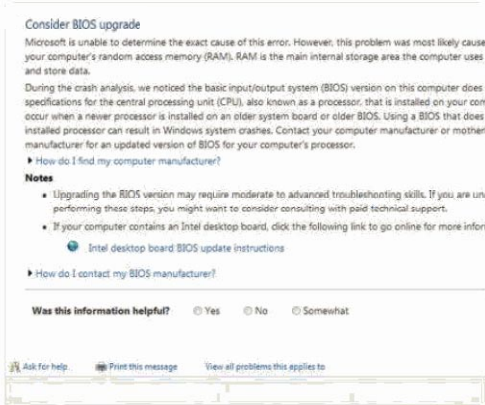 Consider BIOS upgrade
Microsoft is unable to determine the exact cause of this error. However, this problem was most likely cause
your computer's random access memory (RAM). RAM is the main internal storage area the computer uses
and store data.
During the crash analysis, we noticed the basic input/output system (BIOS) version on this computer does
specifications for the central processing unit (CPU), also known as a processor, that is installed on your com
occur when a newer processor is installed on an older system board or older BIOS. Using a BIOS that does
installed processor can result in Windows system crashes. Contact your computer manufacturer or mother
manufacturer for an updated version of BIOS for your computer's processor.
How do I find my computer manufacturer?
Notes
• Upgrading the BIOS version may require moderate to advanced troubleshooting skills. If you are un
performing these steps, you might want to consider consulting with paid technical support.
• If your computer contains an Intel desktop board, click the following link to go online for more infor
Intel desktop board BIOS update instructions
How do I contact my BIOS manufacturer?
Was this information helpful? Yes No Somewhat
Ask for help Print this message View all problems this applies to